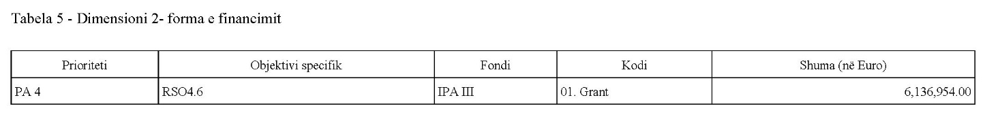 Tabela 5 - Dimensioni 2- forma e financimit
Prioriteti Objektivi specifik Fondi Kodi Shuma (në Euro)
PA 4 RSO4.6 IPA III 01. Grant 6,136,954.00